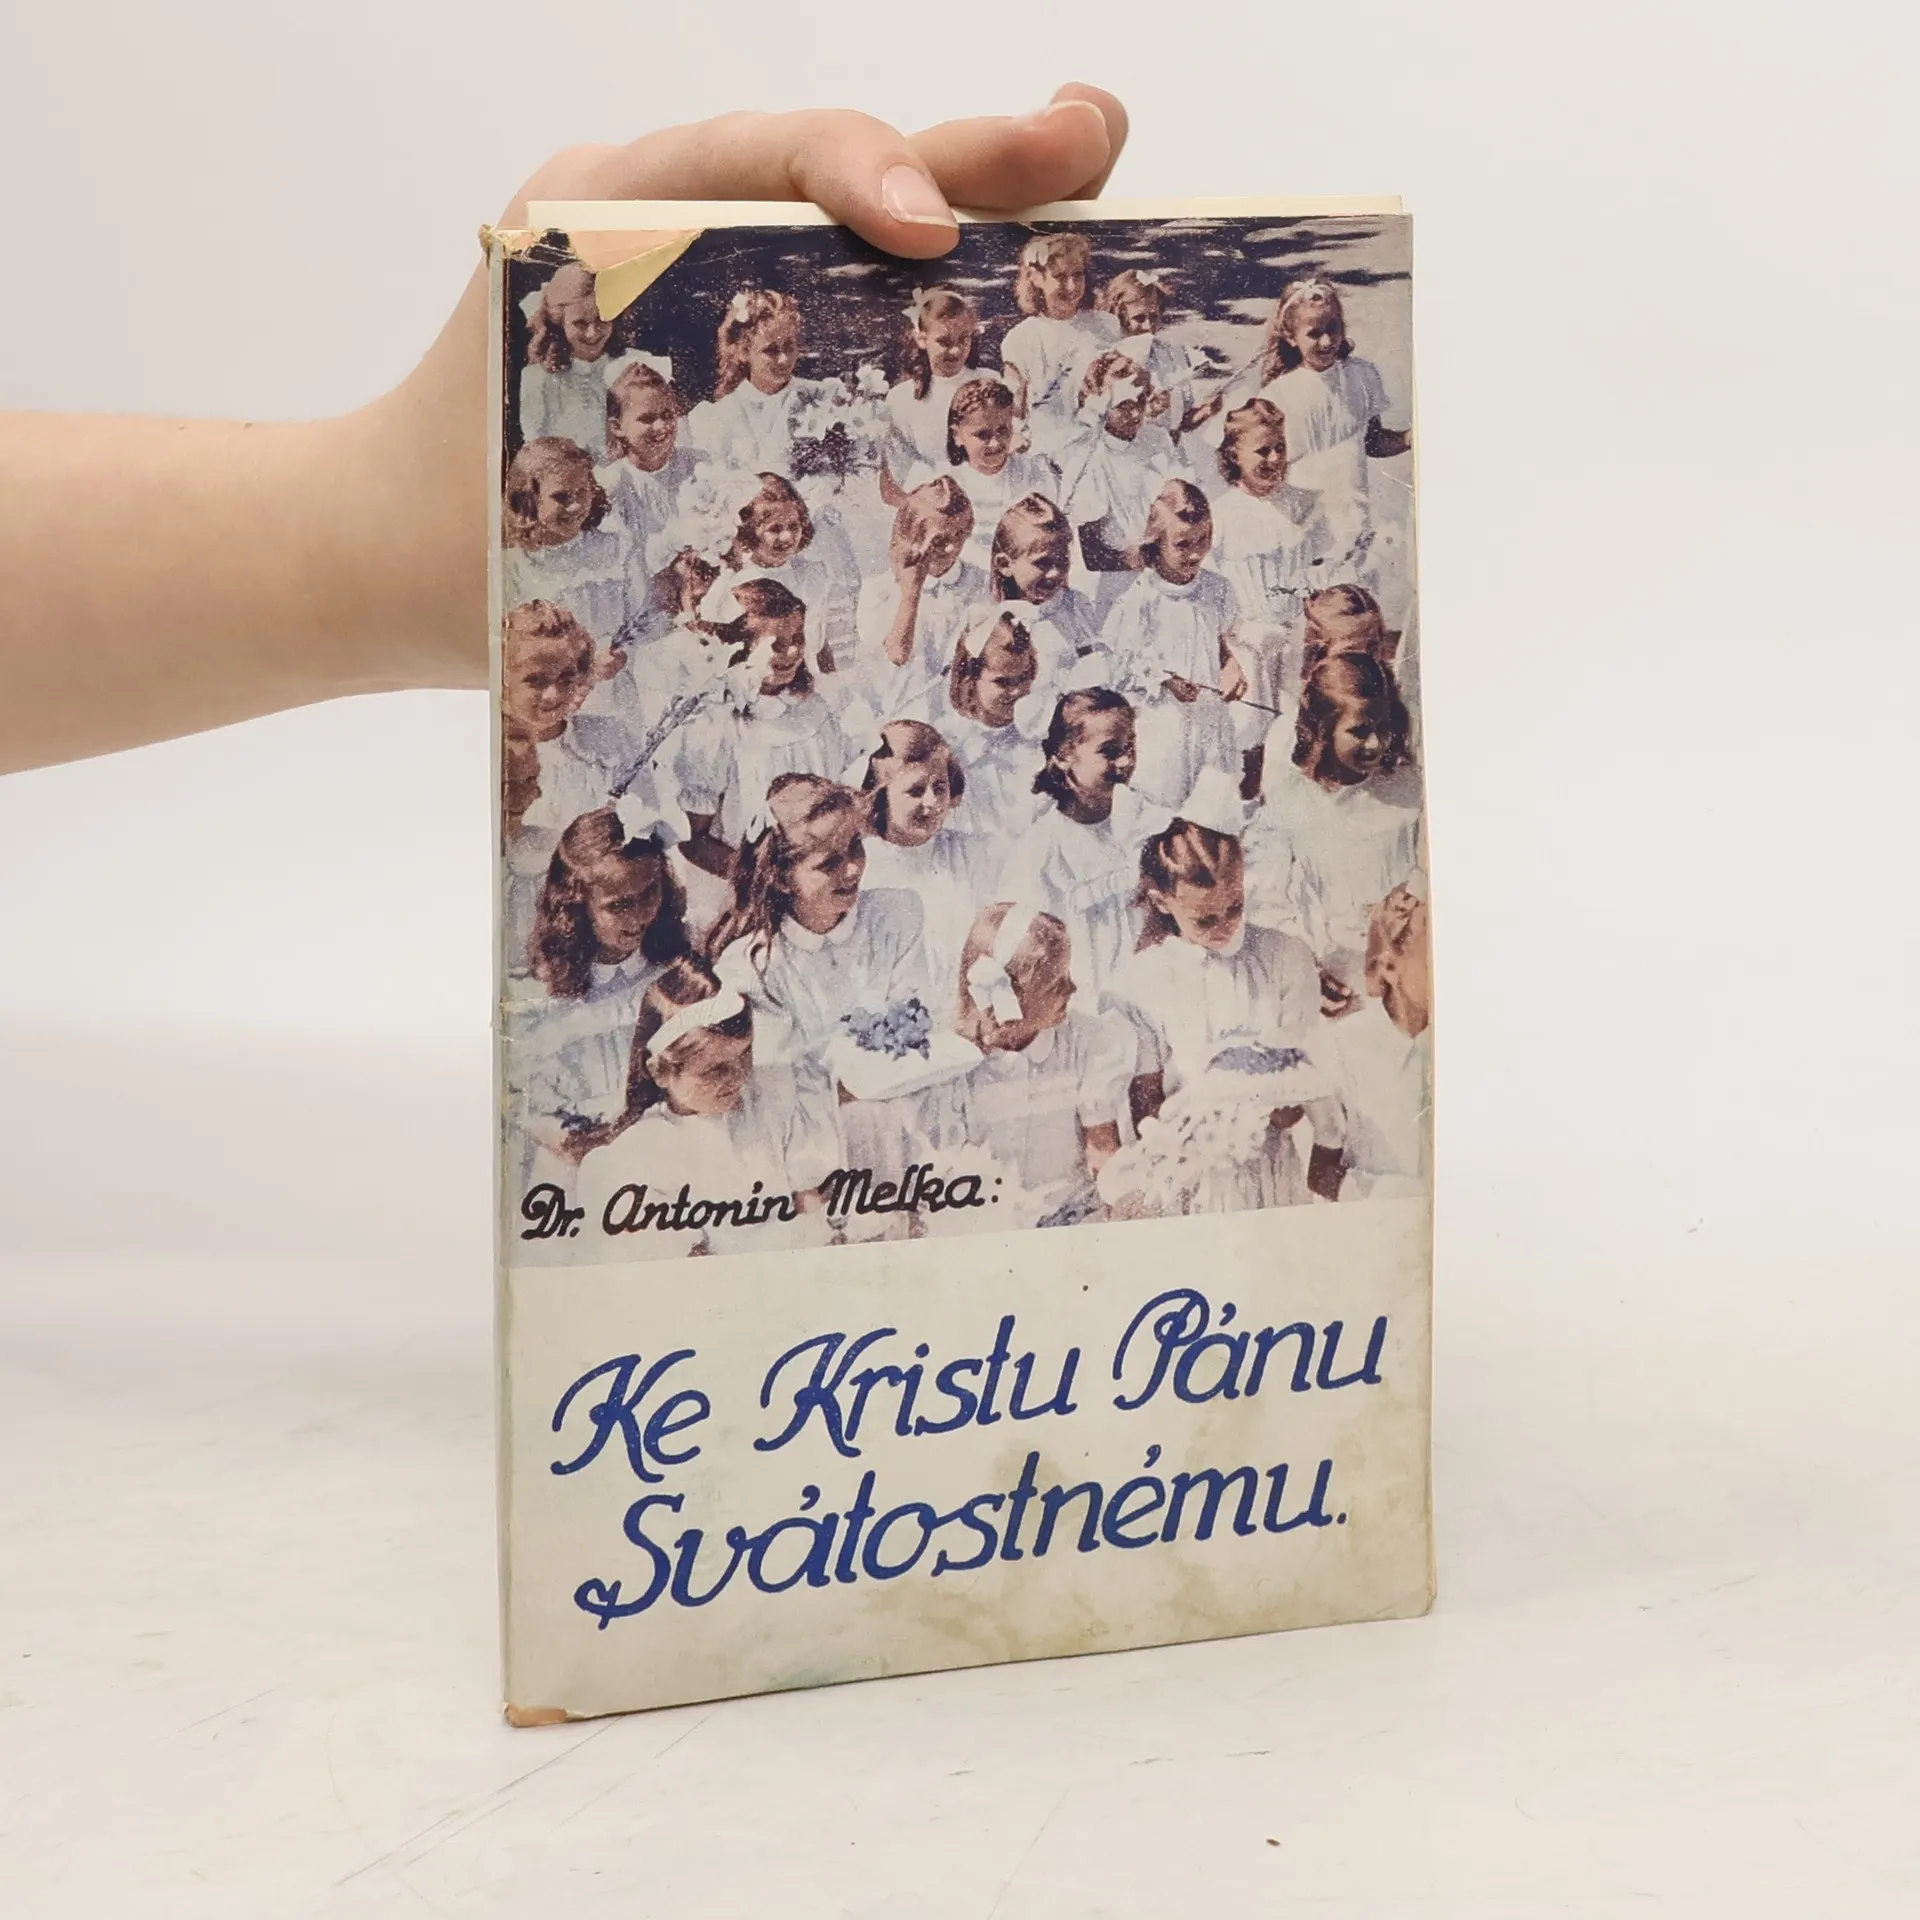 Dr. Antonín Melka:
Ke Kristu Pánu
Svátostnému.